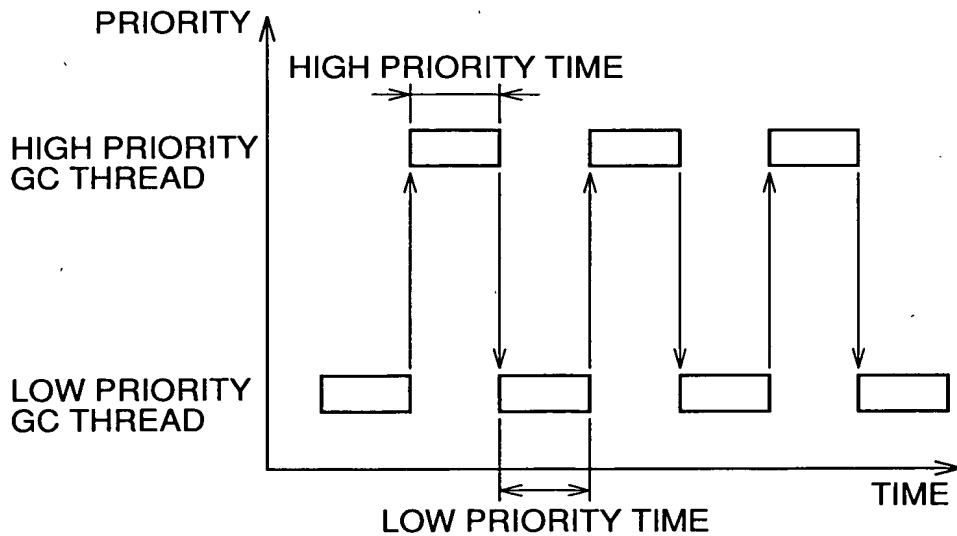 PRIORITY
HIGH PRIORITY TIME
HIGH PRIORITY
GC THREAD
LOW PRIORITY
GC THREAD
TIME
LOW PRIORITY TIME